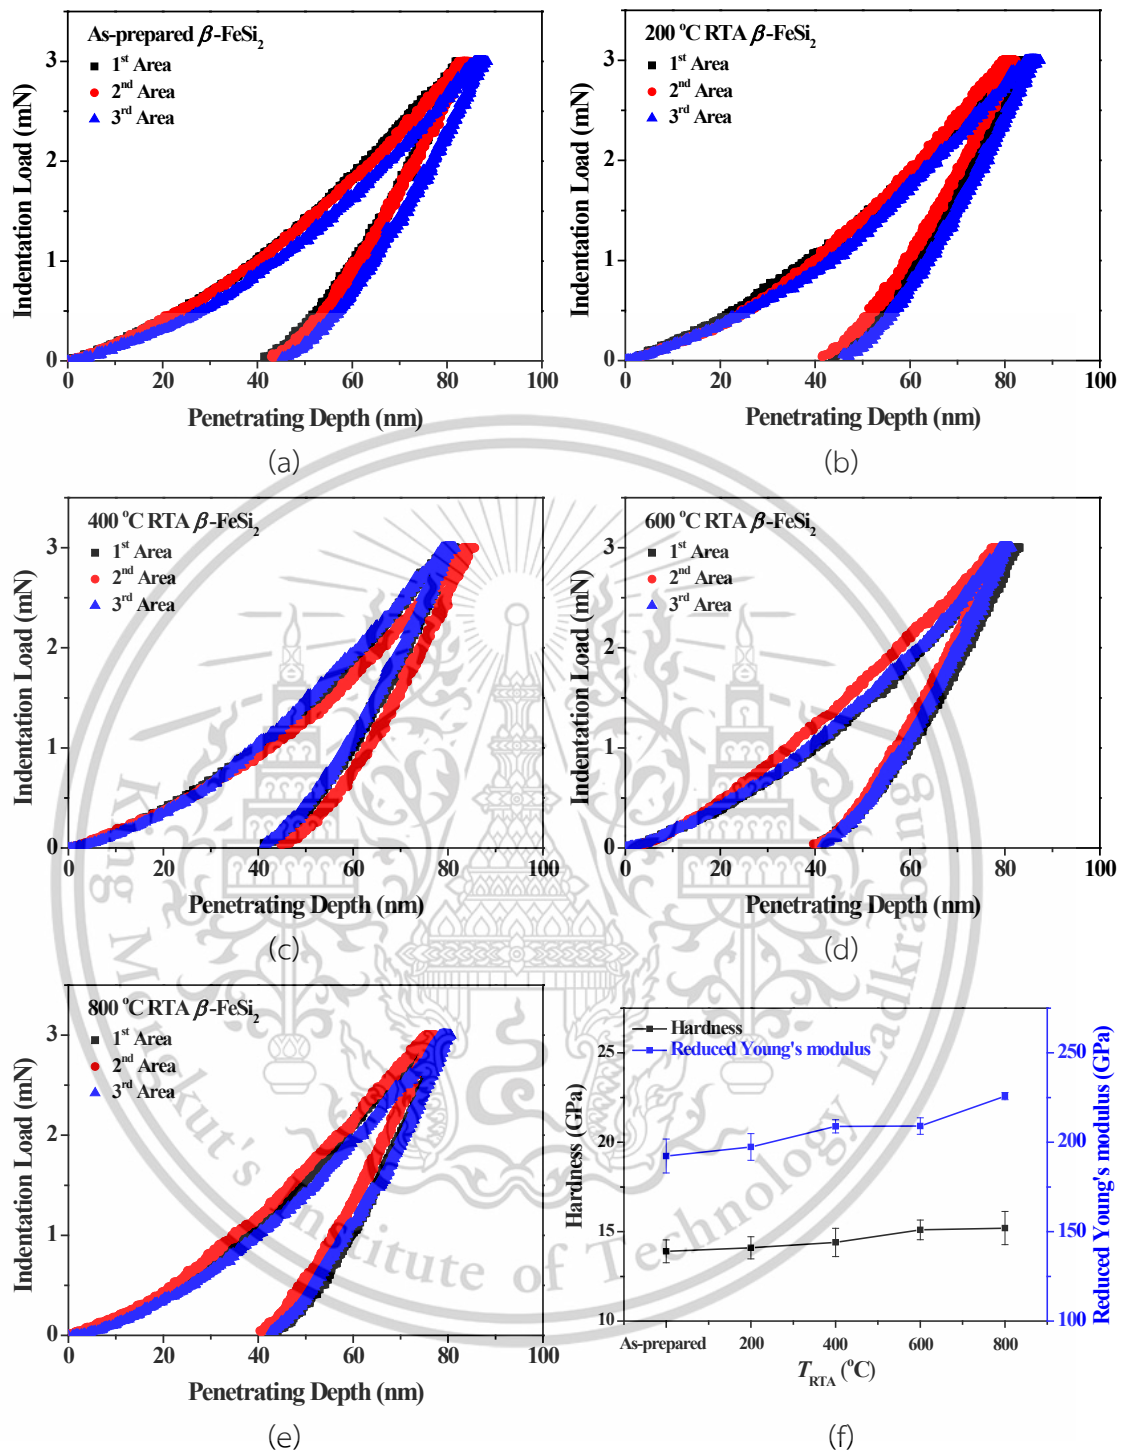 As-prepared β-FeSi₂
1ˢᵗ Area
2ⁿᵈ Area
3ʳᵈ Area
Indentation Load (mN)
3
2
1
0
0 20 40 60 80 100
Penetrating Depth (nm)
(a)
200 °C RTA β-FeSi₂
1ˢᵗ Area
2ⁿᵈ Area
3ʳᵈ Area
Indentation Load (mN)
3
2
1
0
0 20 40 60 80 100
Penetrating Depth (nm)
(b)
400 °C RTA β-FeSi₂
1ˢᵗ Area
2ⁿᵈ Area
3ʳᵈ Area
Indentation Load (mN)
3
2
1
0
0 20 40 60 80 100
Penetrating Depth (nm)
(c)
600 °C RTA β-FeSi₂
1ˢᵗ Area
2ⁿᵈ Area
3ʳᵈ Area
Indentation Load (mN)
3
2
1
0
0 20 40 60 80 100
Penetrating Depth (nm)
(d)
800 °C RTA β-FeSi₂
1ˢᵗ Area
2ⁿᵈ Area
3ʳᵈ Area
Indentation Load (mN)
3
2
1
0
0 20 40 60 80 100
Penetrating Depth (nm)
(e)
Hardness
Reduced Young's modulus
Hardness (GPa)
25
20
15
10
Reduced Young's modulus (GPa)
250
200
150
100
As-prepared 200 400 600 800
T_RTA (°C)
(f)
King Mongkut's Institute of Technology Ladkrabang